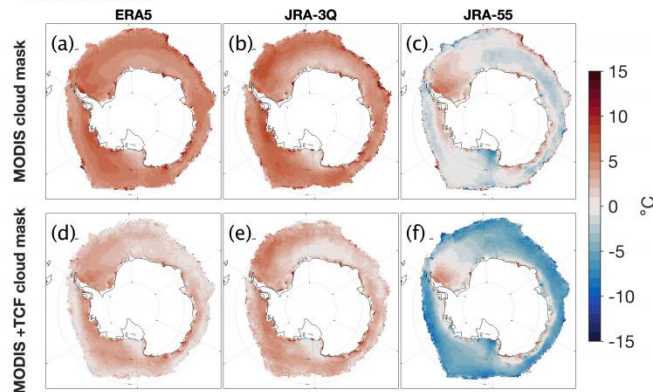 ERA5 JRA-3Q JRA-55
MODIS cloud mask
(a) (b) (c)
MODIS +TCF cloud mask
(d) (e) (f)
15
10
5
0
-5
-10
-15
°C